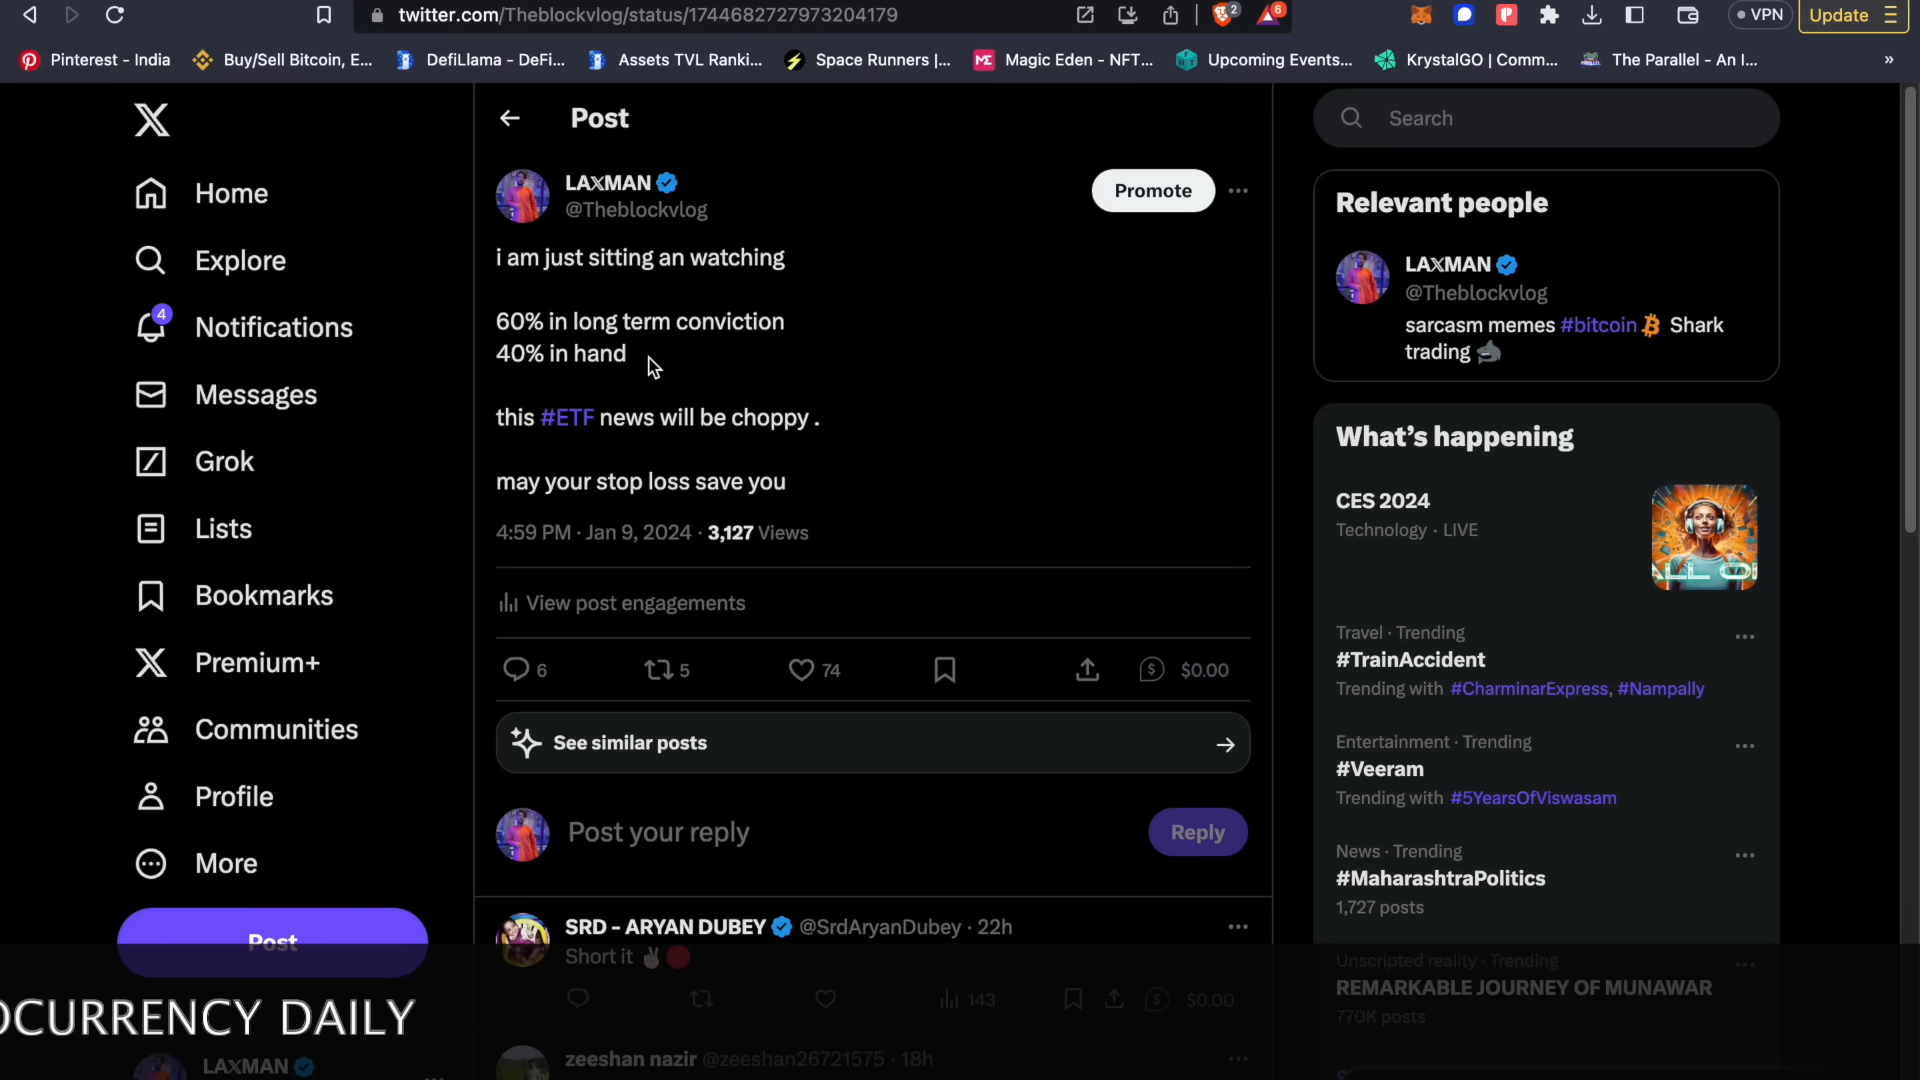 twitter.com/Theblockvlog/status/1744682727973204179
2
6
VPN
Update
Pinterest - India
Buy/Sell Bitcoin, E...
DefiLlama - DeFi...
Assets TVL Ranki...
Space Runners |...
ME
Magic Eden - NFT...
Upcoming Events...
KrystalGO | Comm...
The Parallel - An I...
»
Home
Explore
4
Notifications
Messages
Grok
Lists
Bookmarks
Premium+
Communities
Profile
More
Post
LAXMAN
Post
LAXMAN
@Theblockvlog
Promote
i am just sitting an watching
60% in long term conviction
40% in hand
this #ETF news will be choppy .
may your stop loss save you
4:59 PM · Jan 9, 2024 · 3,127 Views
View post engagements
6
5
74
$0.00
See similar posts
Post your reply
Reply
SRD - ARYAN DUBEY @SrdAryanDubey · 22h
Short it ✌🔴
143
$0.00
zeeshan nazir @zeeshan26721575 · 18h
Search
Relevant people
LAXMAN
@Theblockvlog
sarcasm memes #bitcoin Shark
trading 🦈
What's happening
CES 2024
Technology · LIVE
ALL O
Travel · Trending
#TrainAccident
Trending with #CharminarExpress, #Nampally
Entertainment · Trending
#Veeram
Trending with #5YearsOfViswasam
News · Trending
#MaharashtraPolitics
1,727 posts
Unscripted reality · Trending
REMARKABLE JOURNEY OF MUNAWAR
770K posts
OCURRENCY DAILY